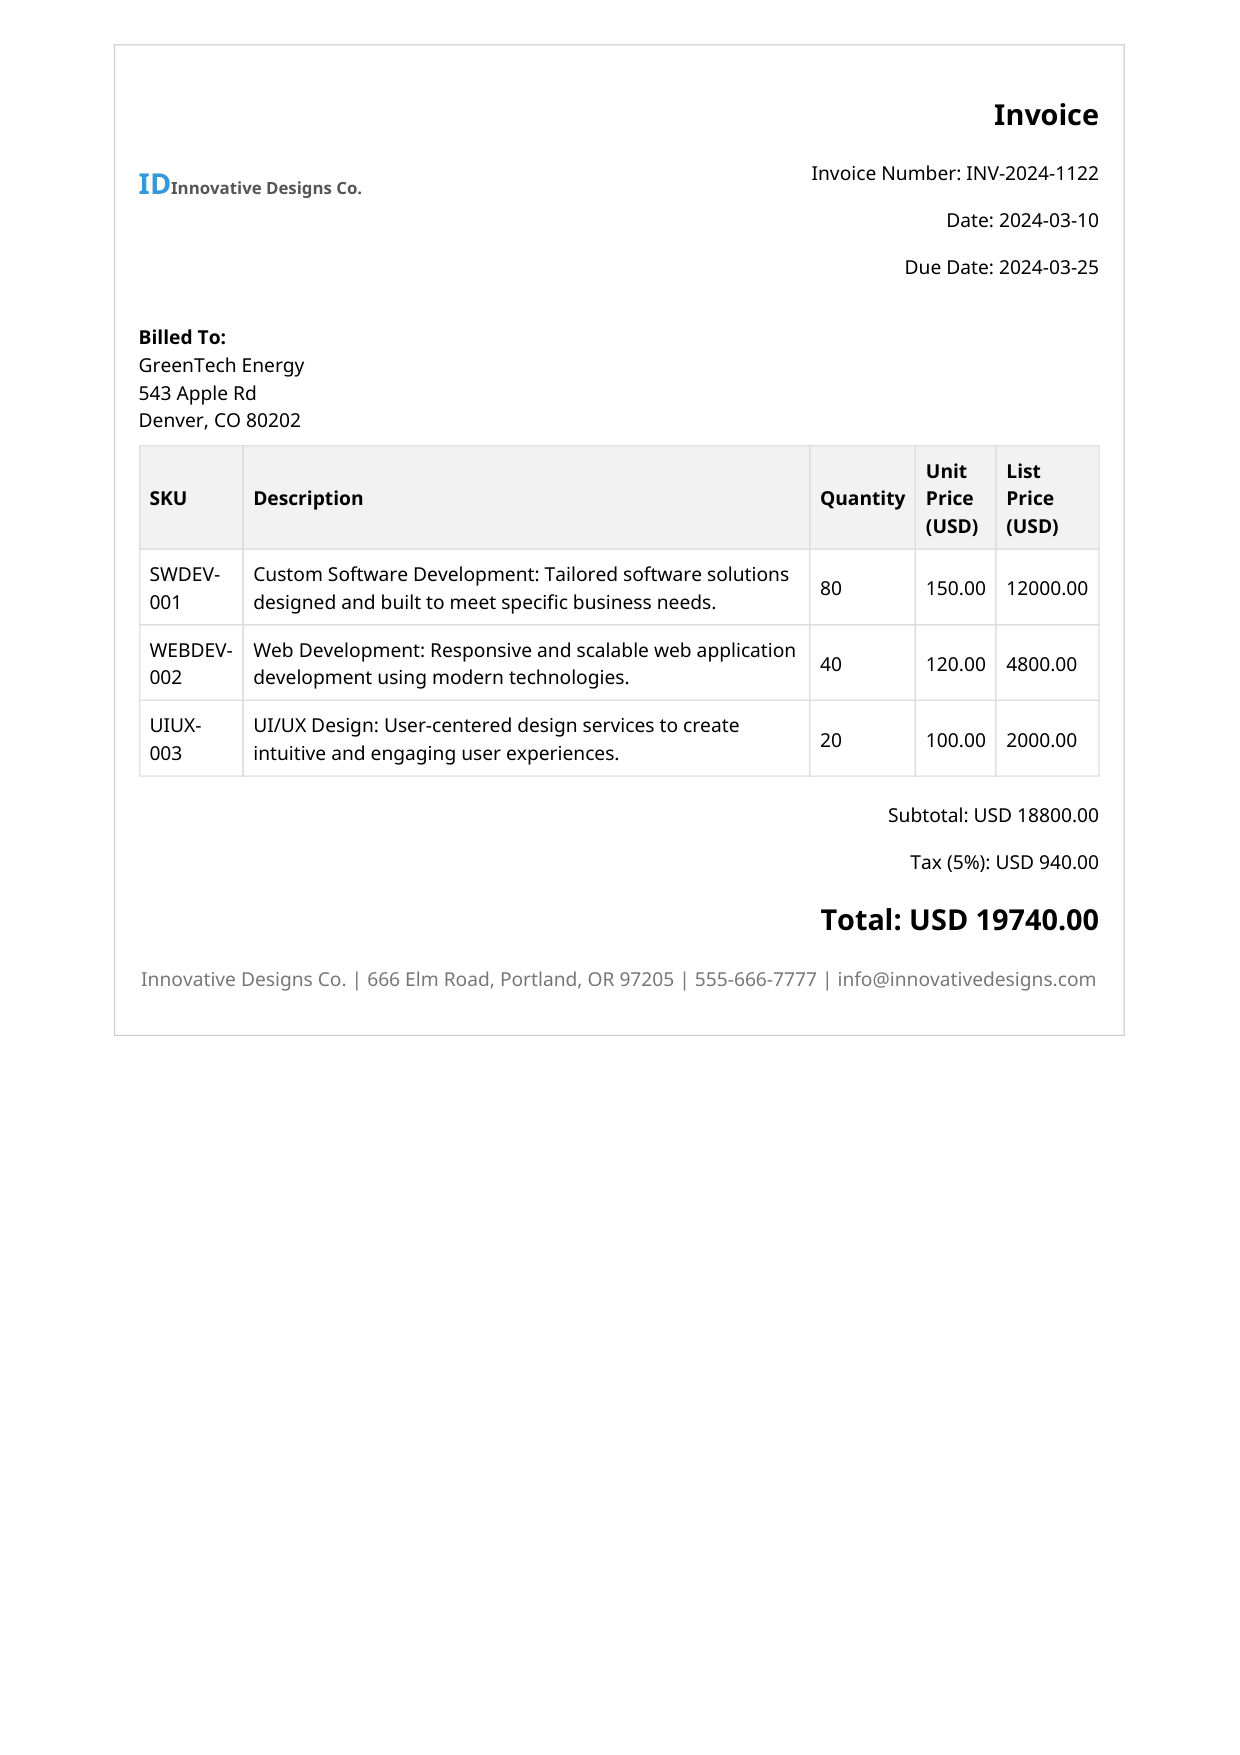 Invoice
IDInnovative Designs Co.
Invoice Number: INV-2024-1122
Date: 2024-03-10
Due Date: 2024-03-25
Billed To:
GreenTech Energy
543 Apple Rd
Denver, CO 80202
SKU Description Quantity Unit Price (USD) List Price (USD)
SWDEV-001 Custom Software Development: Tailored software solutions designed and built to meet specific business needs. 80 150.00 12000.00
WEBDEV-002 Web Development: Responsive and scalable web application development using modern technologies. 40 120.00 4800.00
UIUX-003 UI/UX Design: User-centered design services to create intuitive and engaging user experiences. 20 100.00 2000.00
Subtotal: USD 18800.00
Tax (5%): USD 940.00
Total: USD 19740.00
Innovative Designs Co. | 666 Elm Road, Portland, OR 97205 | 555-666-7777 | info@innovativedesigns.com